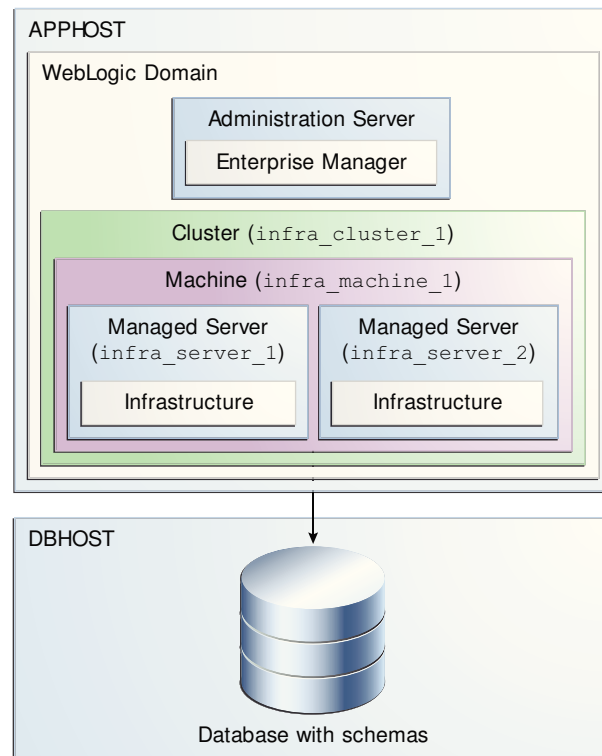 APPHOST
WebLogic Domain
Administration Server
Enterprise Manager
Cluster (infra_cluster_1)
Machine (infra_machine_1)
Managed Server
(infra_server_1)
Infrastructure
Managed Server
(infra_server_2)
Infrastructure
DBHOST
Database with schemas